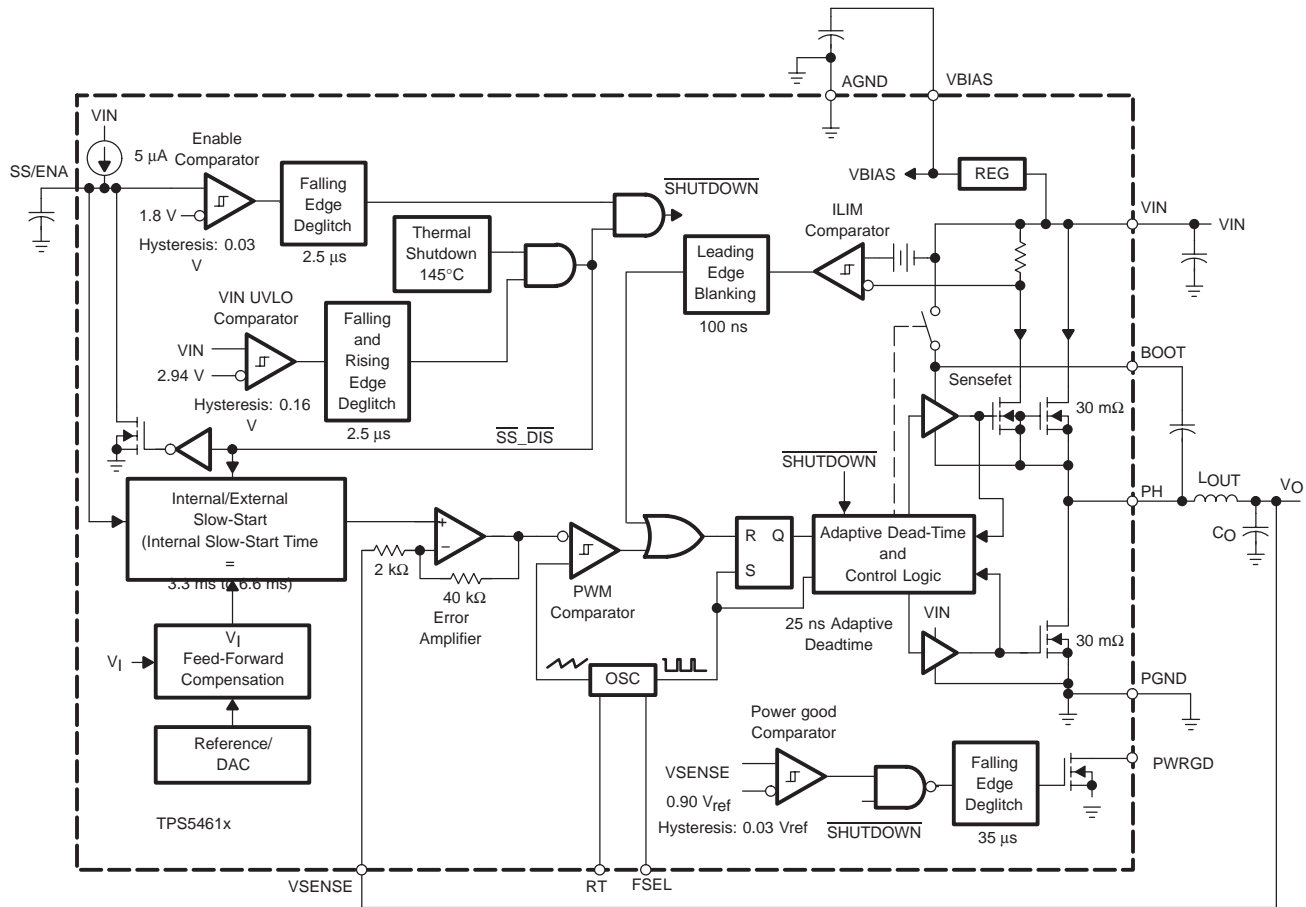 AGND
VBIAS
VIN
5 μA
Enable
Comparator
SS/ENA
1.8 V
Hysteresis: 0.03
V
Falling
Edge
Deglitch
2.5 μs
SHUTDOWN
Thermal
Shutdown
145°C
VIN UVLO
Comparator
VIN
2.94 V
Hysteresis: 0.16
V
Falling
and
Rising
Edge
Deglitch
2.5 μs
SS_DIS
VBIAS
REG
ILIM
Comparator
Leading
Edge
Blanking
100 ns
VIN
VIN
BOOT
Sensefet
30 mΩ
SHUTDOWN
PH
LOUT
VO
CO
Internal/External
Slow-Start
(Internal Slow-Start Time
=
3.3 ms to 6.6 ms)
+
−
2 kΩ
40 kΩ
Error
Amplifier
PWM
Comparator
R Q
S
Adaptive Dead-Time
and
Control Logic
25 ns Adaptive
Deadtime
VIN
30 mΩ
PGND
VI
VI
Feed-Forward
Compensation
OSC
Reference/
DAC
Power good
Comparator
VSENSE
0.90 Vref
Hysteresis: 0.03 Vref
SHUTDOWN
Falling
Edge
Deglitch
35 μs
PWRGD
TPS5461x
VSENSE
RT
FSEL